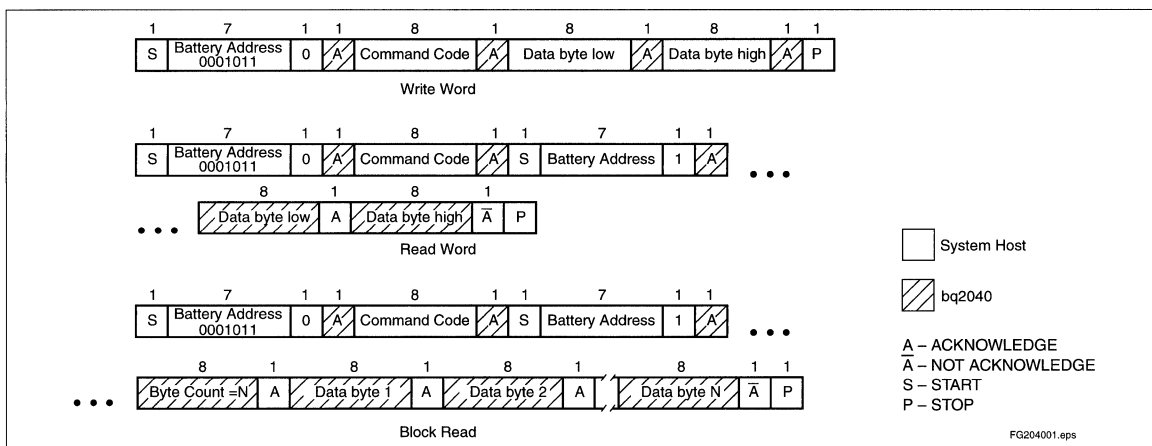 1 7 1 1 8 1 8 1 8 1 1
S Battery Address 0001011 0 A Command Code A Data byte low A Data byte high A P
Write Word
1 7 1 1 8 1 1 7 1 1
S Battery Address 0001011 0 A Command Code A S Battery Address 1 A • • •
8 1 8 1
• • • Data byte low A Data byte high A̅ P
Read Word
System Host
bq2040
1 7 1 1 8 1 1 7 1 1
S Battery Address 0001011 0 A Command Code A S Battery Address 1 A • • •
8 1 8 1 8 1 8 1 1
• • • Byte Count =N A Data byte 1 A Data byte 2 A Data byte N A̅ P
Block Read
A – ACKNOWLEDGE
A̅ – NOT ACKNOWLEDGE
S – START
P – STOP
FG204001.eps